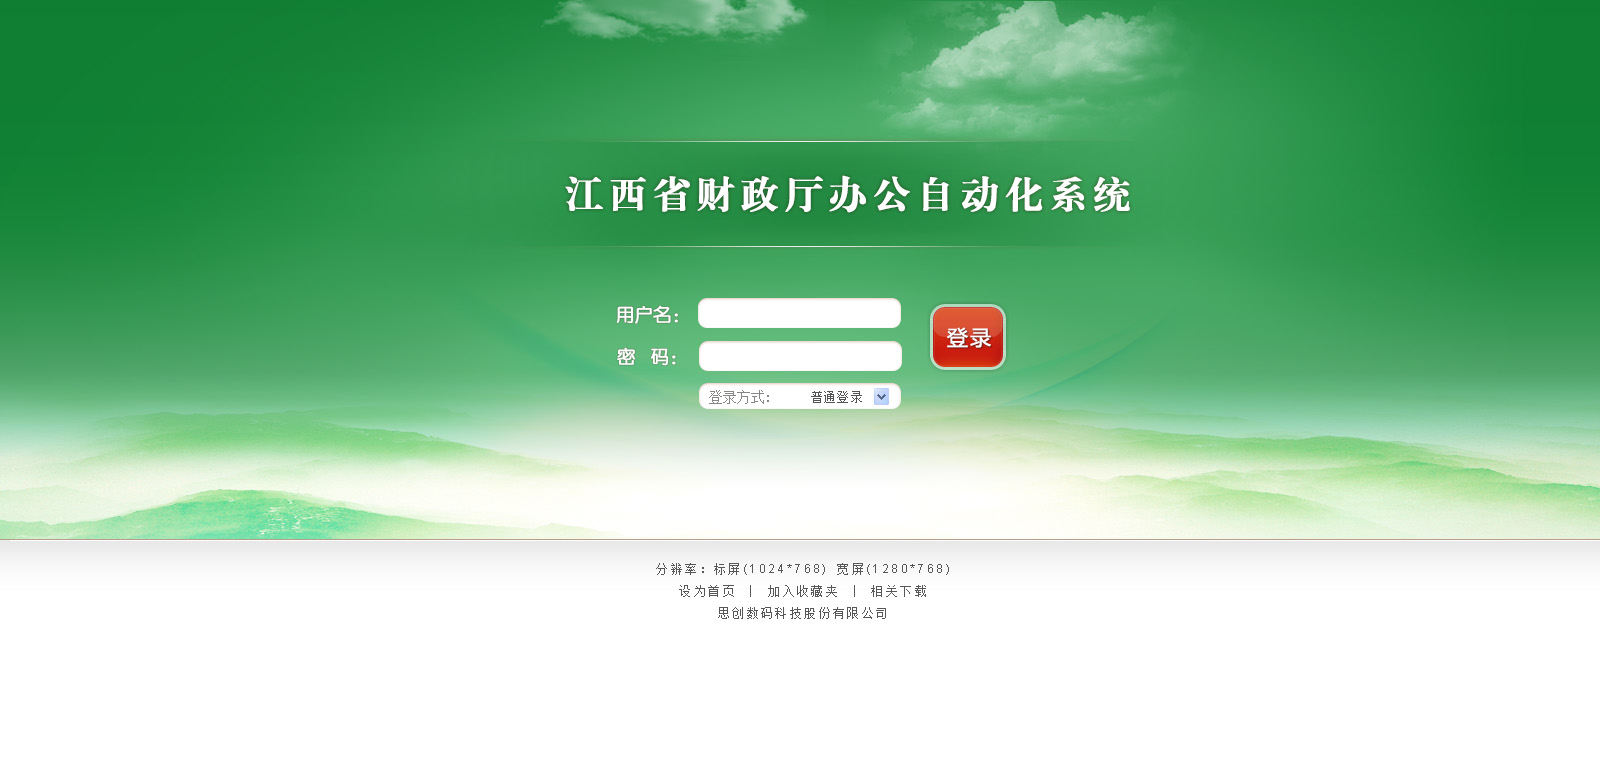 江西省财政厅办公自动化系统
用户名：
密 码：
登录
登录方式： 普通登录
分辨率：标屏(1024*768) 宽屏(1280*768)
设为首页 | 加入收藏夹 | 相关下载
思创数码科技股份有限公司